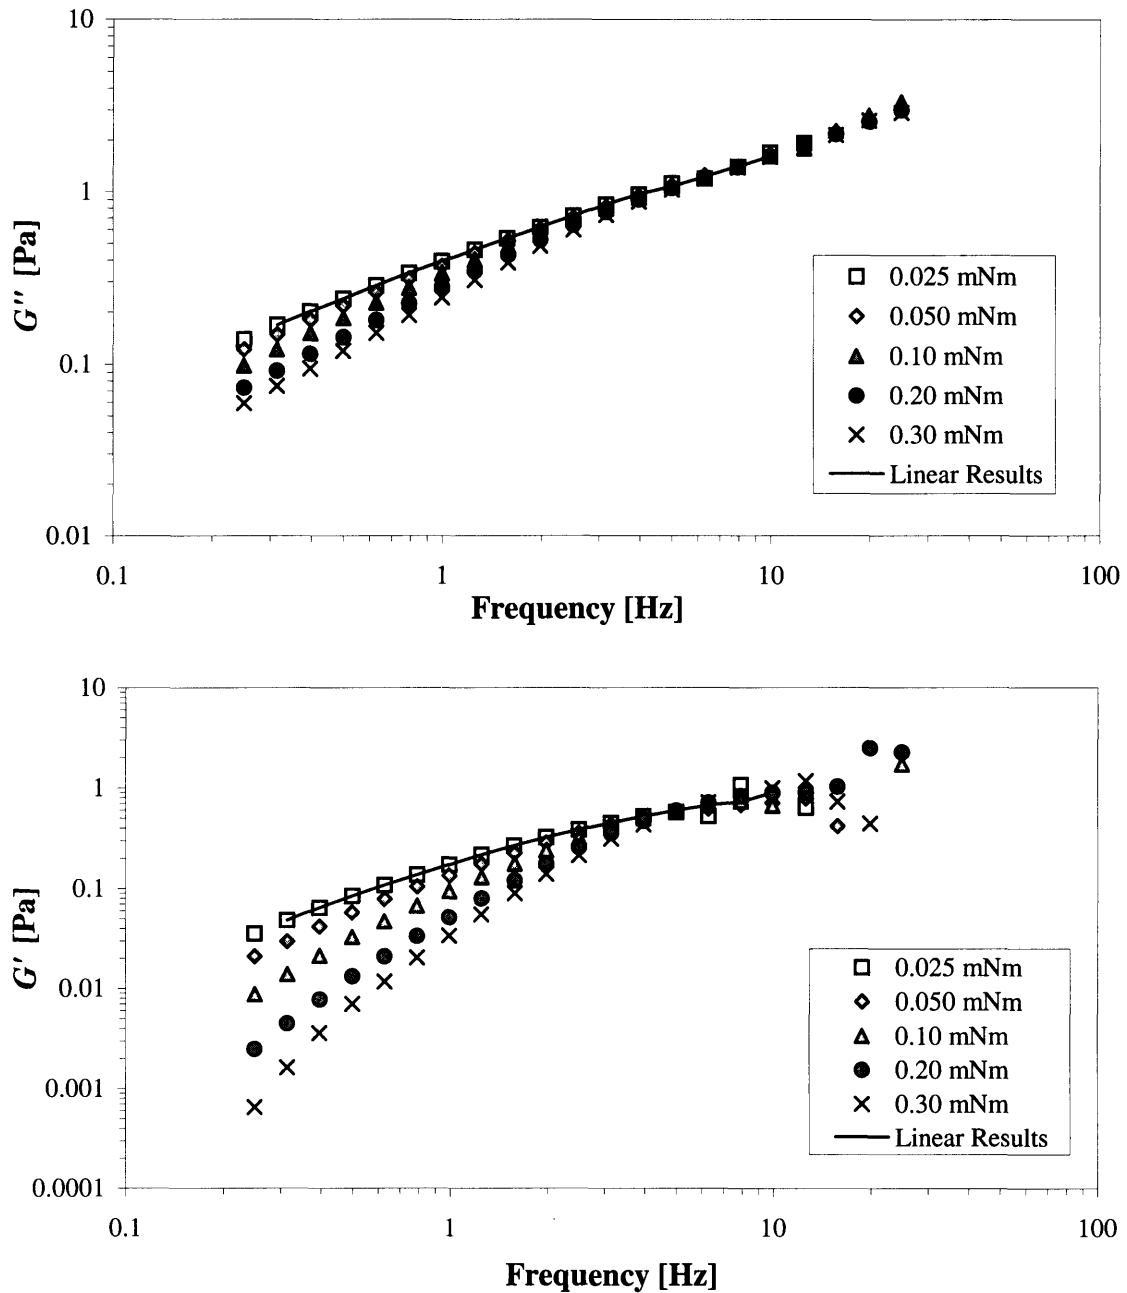 10
1
0.1
0.01
G'' [Pa]
0.1 1 10 100
Frequency [Hz]
0.025 mNm
0.050 mNm
0.10 mNm
0.20 mNm
0.30 mNm
Linear Results
10
1
0.1
0.01
0.001
0.0001
G' [Pa]
0.1 1 10 100
Frequency [Hz]
0.025 mNm
0.050 mNm
0.10 mNm
0.20 mNm
0.30 mNm
Linear Results